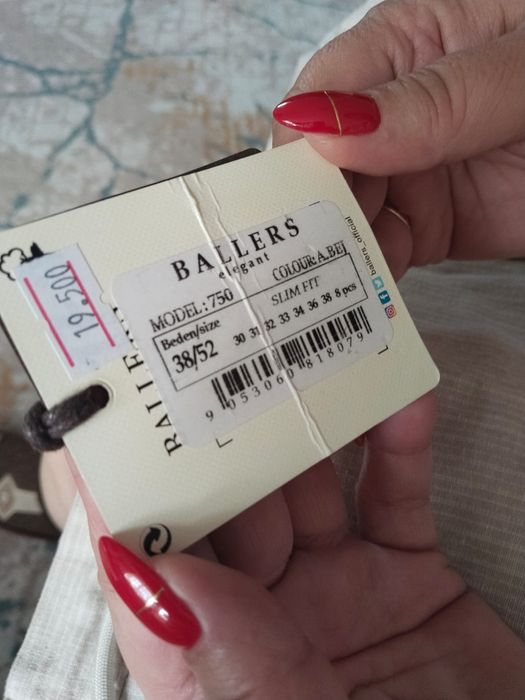 BALLERS
elegant
MODEL:750 COLOUR:A.BEJ
Beden/size SLIM FIT
38/52 30 31 32 33 34 36 38 8 pcs
9 053060 818079
19.500
ballers_official